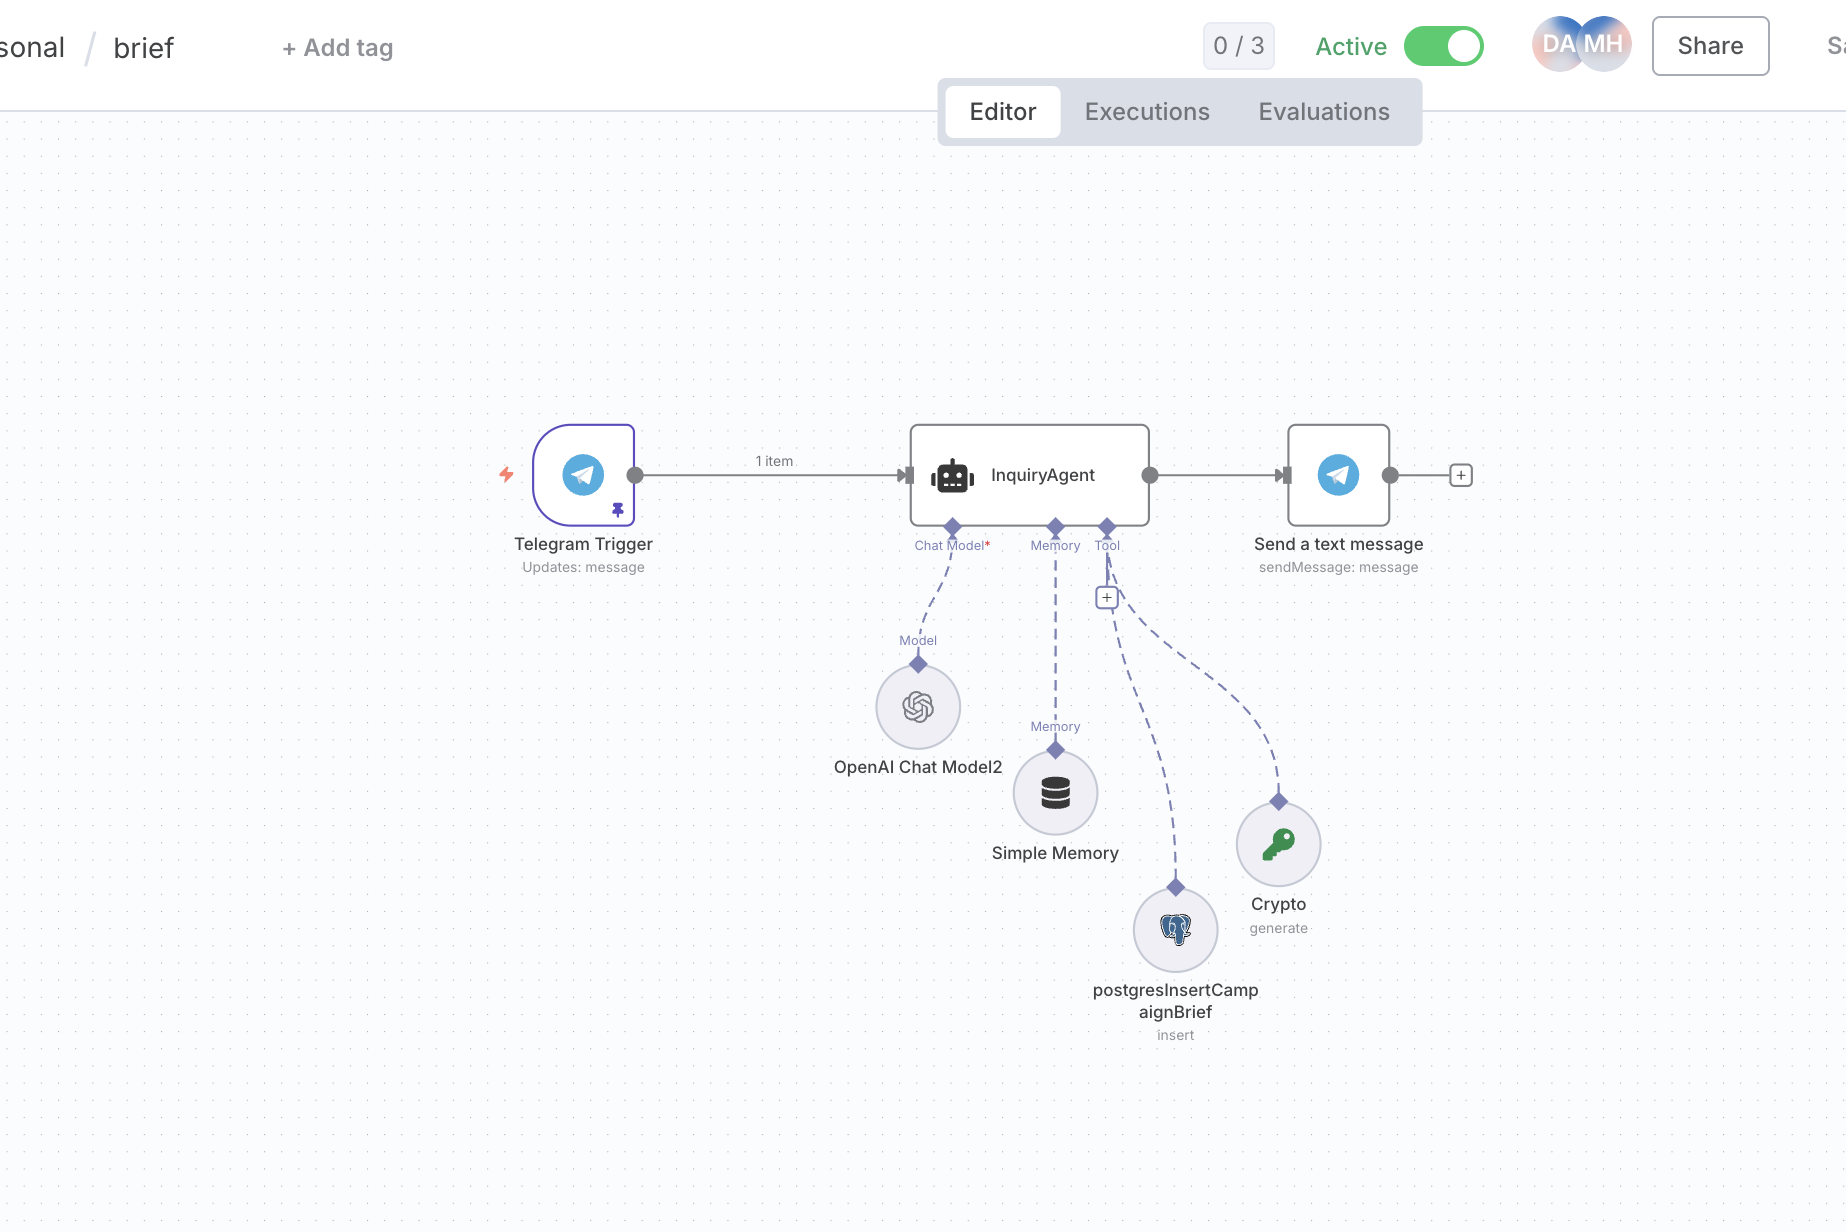 sonal / brief
+ Add tag
0 / 3
Active
DA
MH
Share
Sa
Editor
Executions
Evaluations
1 item
InquiryAgent
Telegram Trigger
Updates: message
Chat Model*
Memory
Tool
Send a text message
sendMessage: message
+
+
Model
OpenAI Chat Model2
Memory
Simple Memory
Crypto
generate
postgresInsertCamp
aignBrief
insert